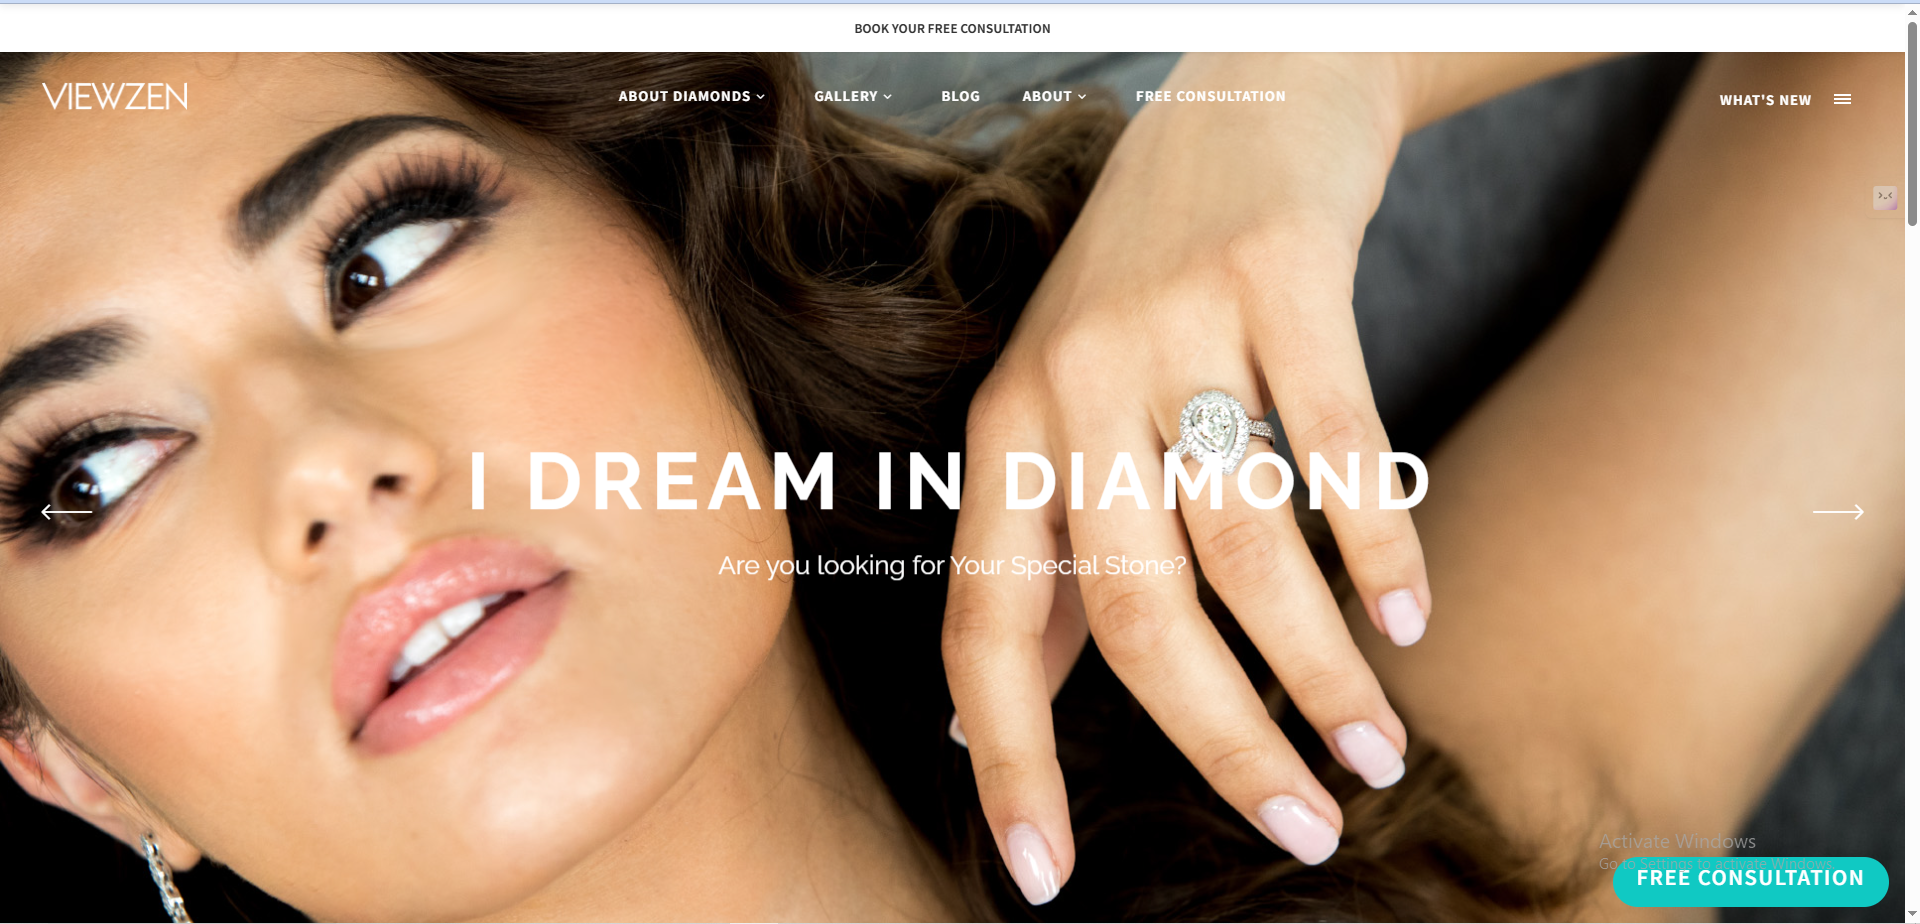 BOOK YOUR FREE CONSULTATION
VIEWZEN
ABOUT DIAMONDS
GALLERY
BLOG
ABOUT
FREE CONSULTATION
WHAT'S NEW
I DREAM IN DIAMOND
Are you looking for Your Special Stone?
Activate Windows
Go to Settings to activate Windows.
FREE CONSULTATION